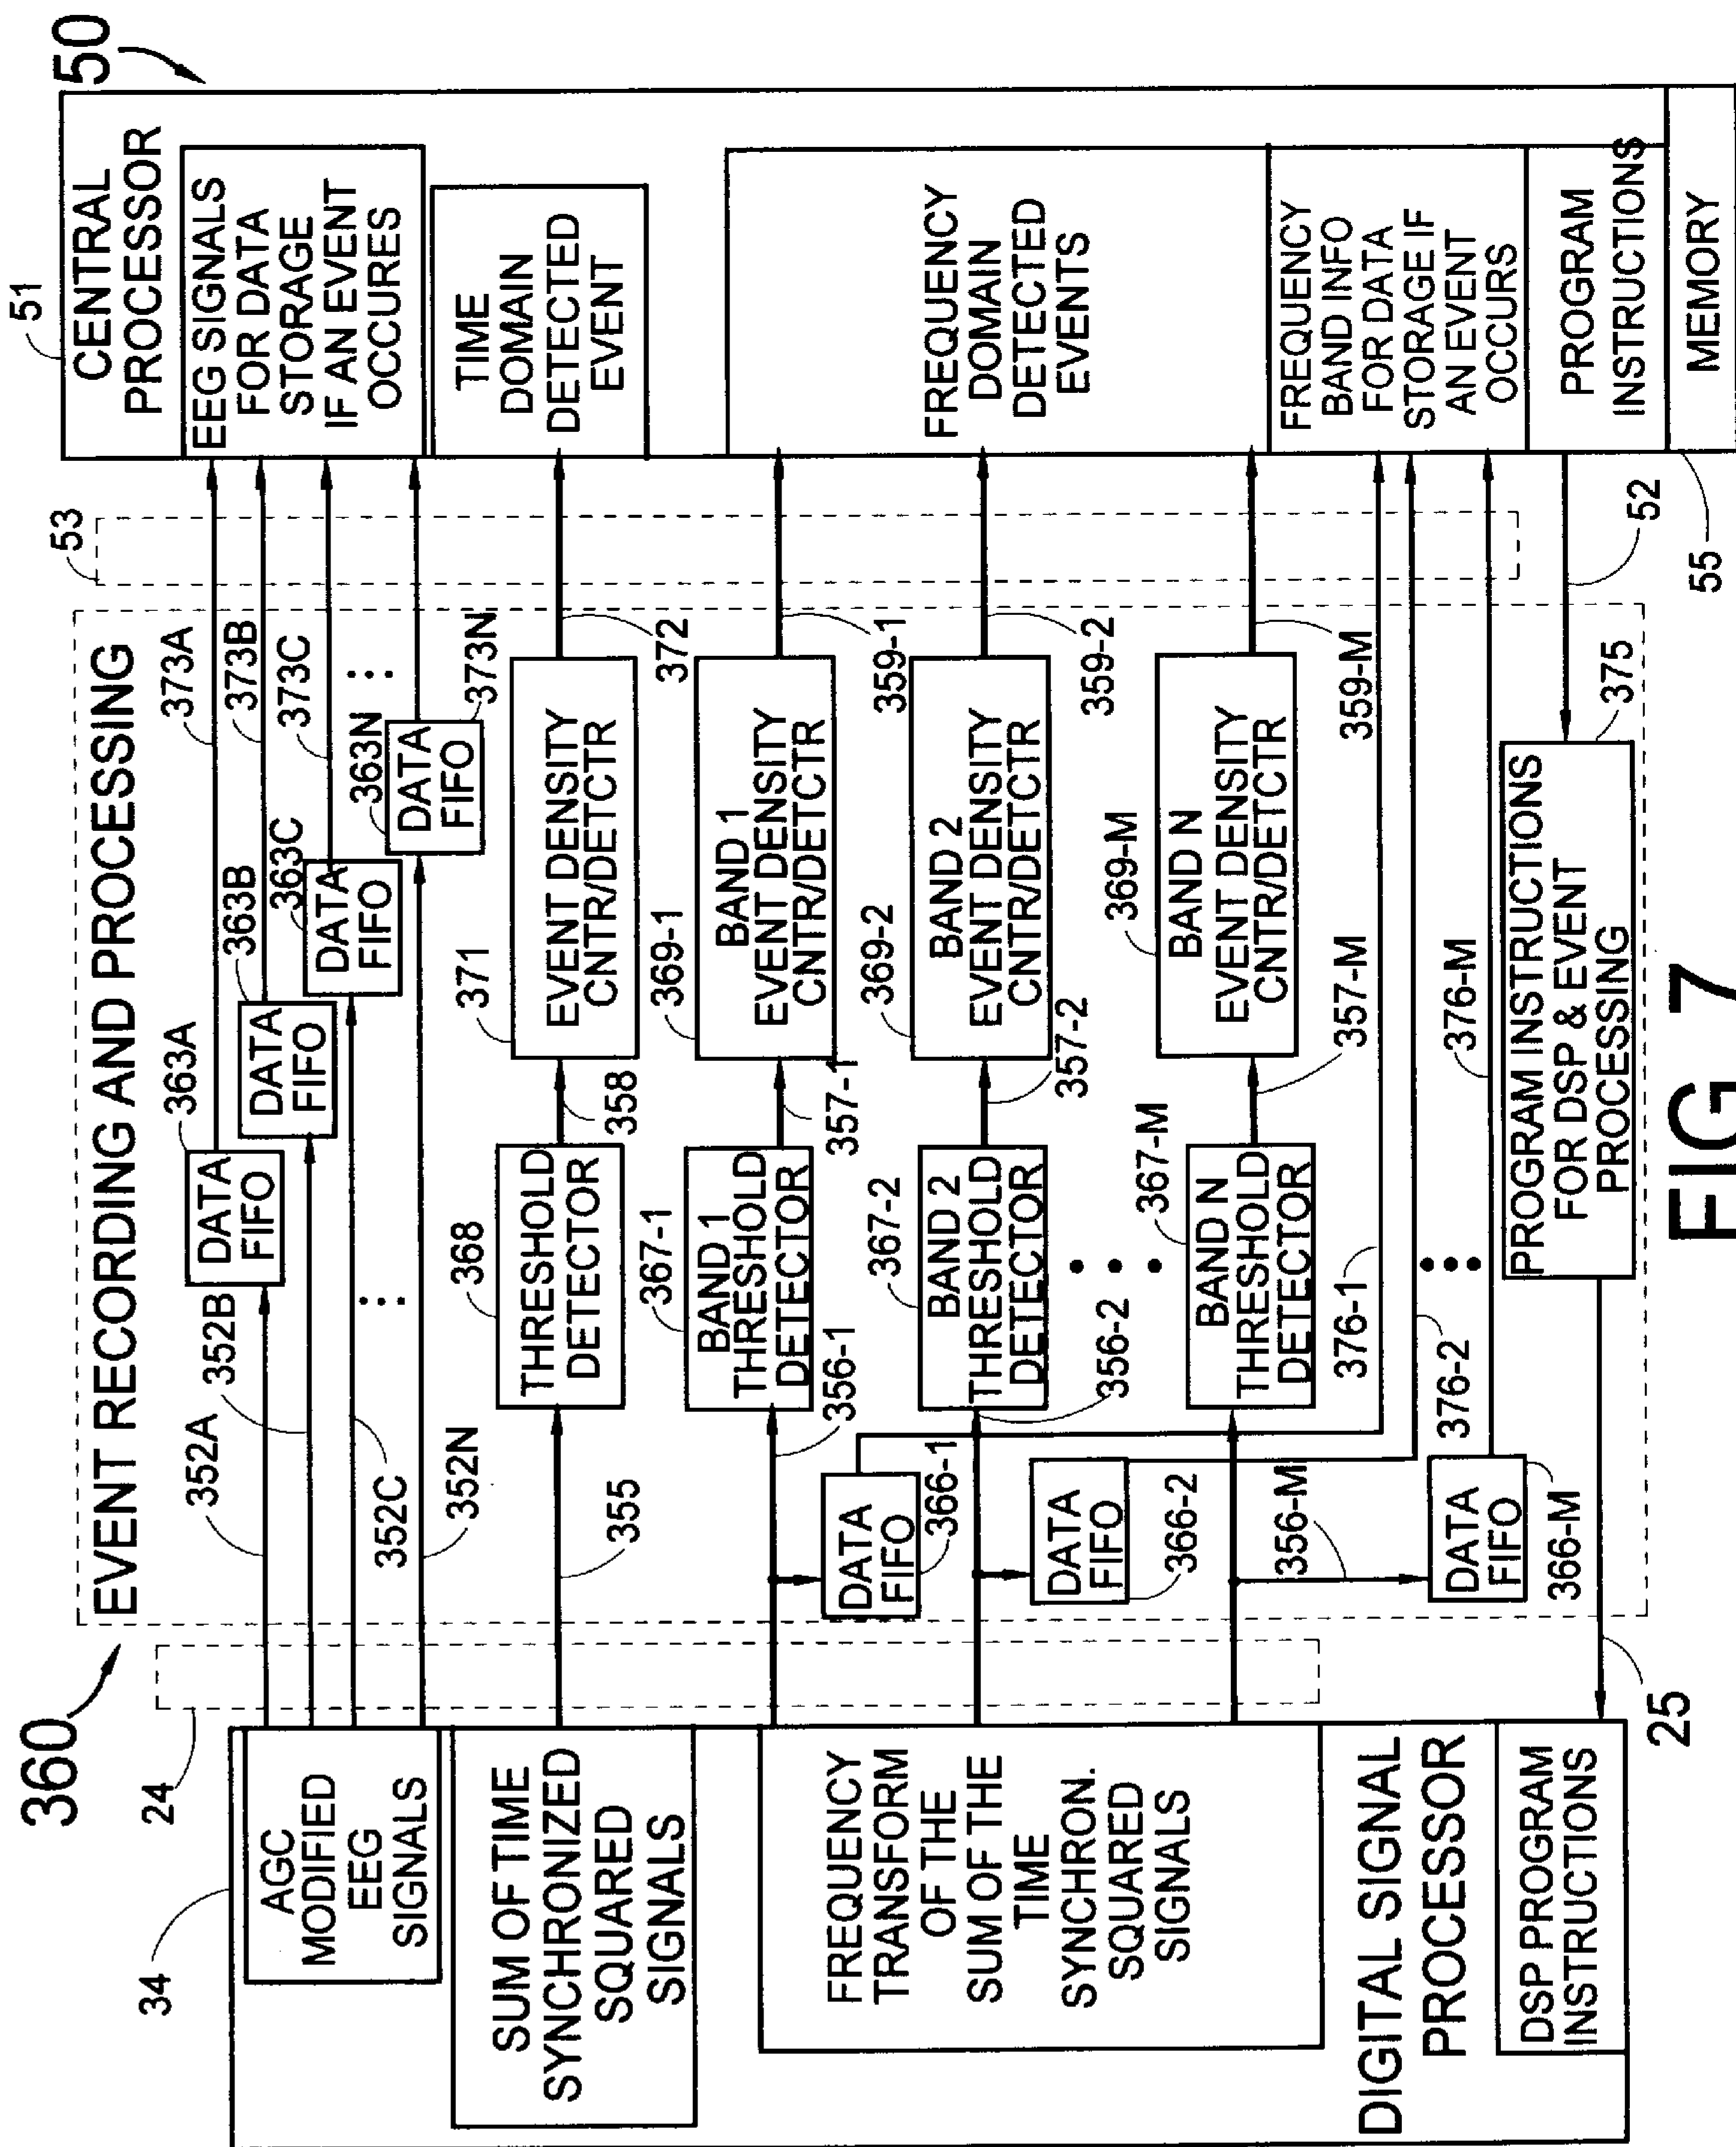 360
EVENT RECORDING AND PROCESSING
50
34
24
53
51
AGC
MODIFIED
EEG
SIGNALS
SUM OF TIME
SYNCHRONIZED
SQUARED
SIGNALS
FREQUENCY
TRANSFORM
OF THE
SUM OF THE
TIME
SYNCHRON.
SQUARED
SIGNALS
DIGITAL SIGNAL
PROCESSOR
DSP PROGRAM
INSTRUCTIONS
25
352A
352B
352C
352N
355
363A
DATA
FIFO
363B
DATA
FIFO
363C
DATA
FIFO
363N
DATA
FIFO
373A
373B
373C
373N
368
THRESHOLD
DETECTOR
358
371
EVENT DENSITY
CNTR/DETCTR
372
367-1
BAND 1
THRESHOLD
DETECTOR
356-1
357-1
369-1
BAND 1
EVENT DENSITY
CNTR/DETCTR
359-1
DATA
FIFO
366-1
367-2
BAND 2
THRESHOLD
DETECTOR
356-2
357-2
369-2
BAND 2
EVENT DENSITY
CNTR/DETCTR
359-2
DATA
FIFO
366-2
367-M
BAND N
THRESHOLD
DETECTOR
356-M
357-M
369-M
BAND N
EVENT DENSITY
CNTR/DETCTR
359-M
DATA
FIFO
366-M
376-1
376-2
376-M
PROGRAM INSTRUCTIONS
FOR DSP & EVENT
PROCESSING
375
52
CENTRAL
PROCESSOR
EEG SIGNALS
FOR DATA
STORAGE
IF AN EVENT
OCCURES
TIME
DOMAIN
DETECTED
EVENT
FREQUENCY
DOMAIN
DETECTED
EVENTS
FREQUENCY
BAND INFO
FOR DATA
STORAGE IF
AN EVENT
OCCURS
PROGRAM
INSTRUCTIONS
MEMORY
55
FIG 7